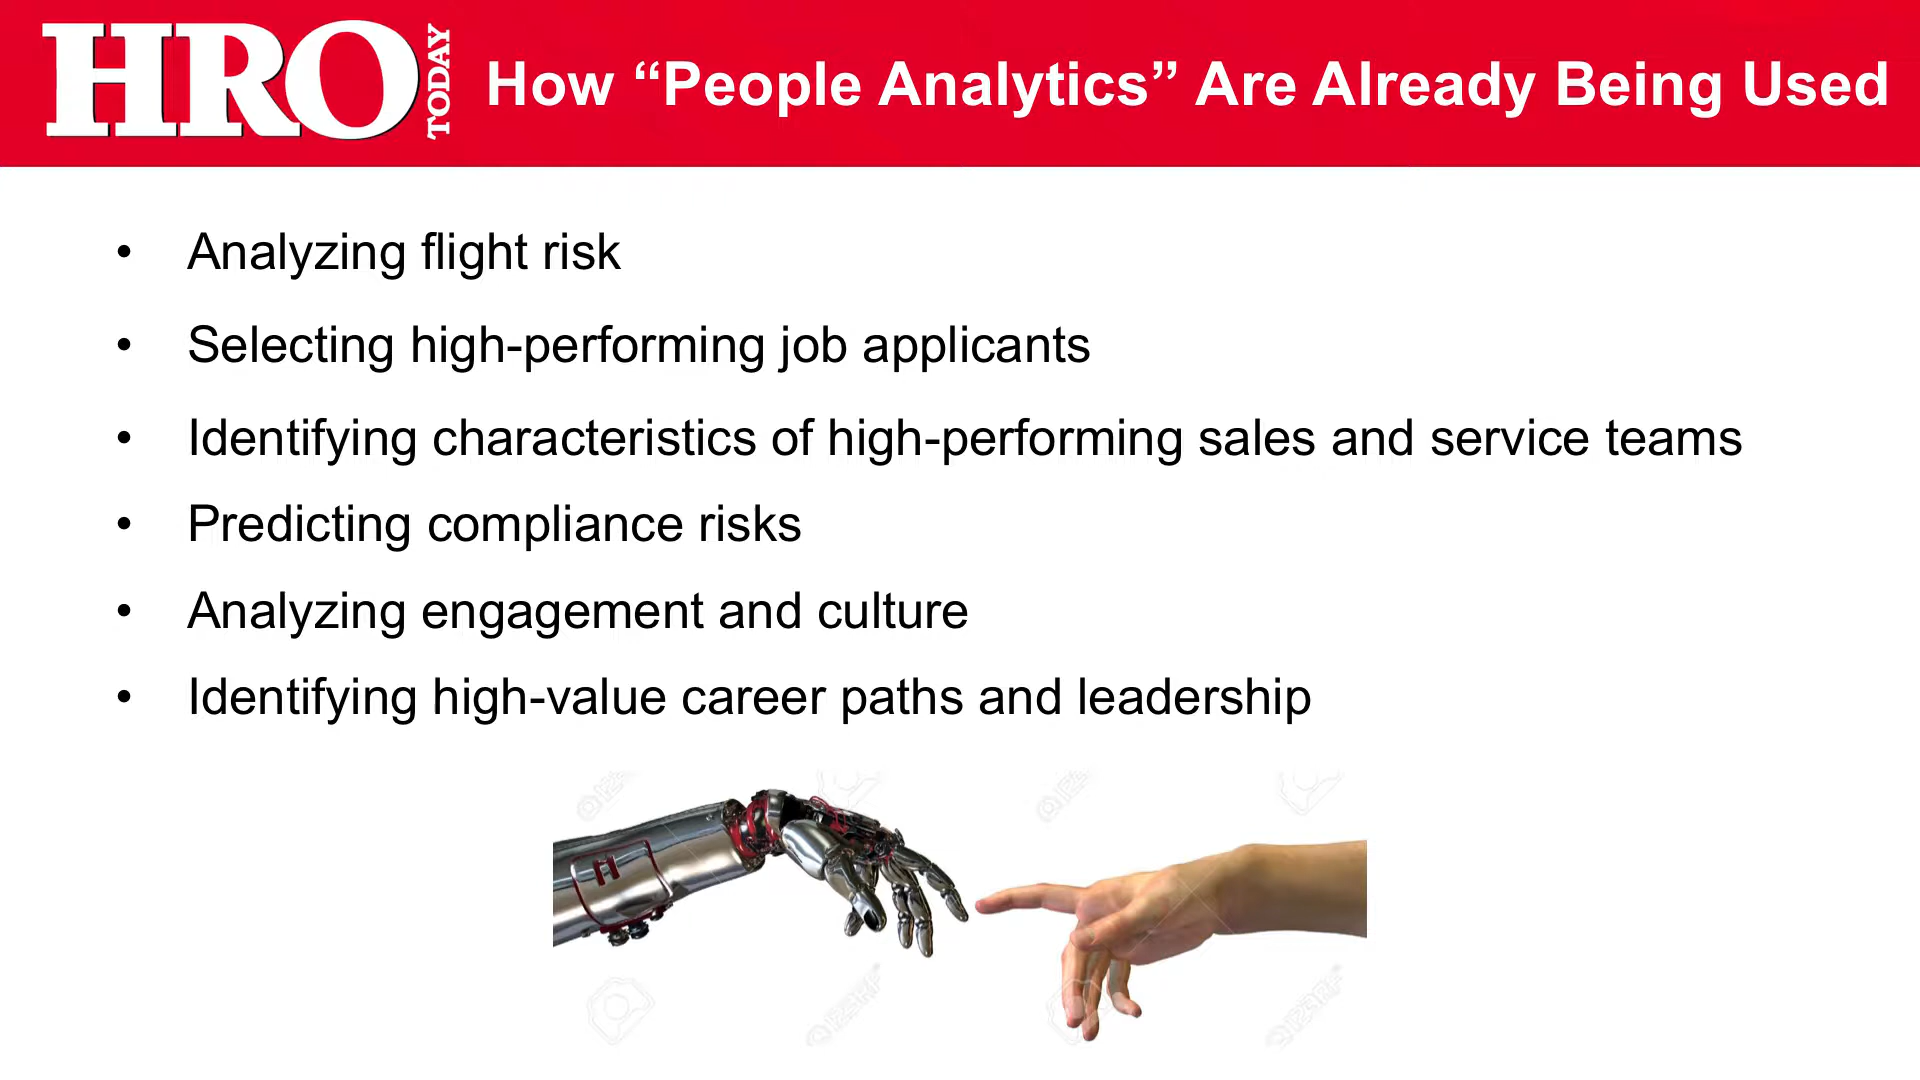 HRO TODAY
How “People Analytics” Are Already Being Used
• Analyzing flight risk
• Selecting high-performing job applicants
• Identifying characteristics of high-performing sales and service teams
• Predicting compliance risks
• Analyzing engagement and culture
• Identifying high-value career paths and leadership
123RF
123RF